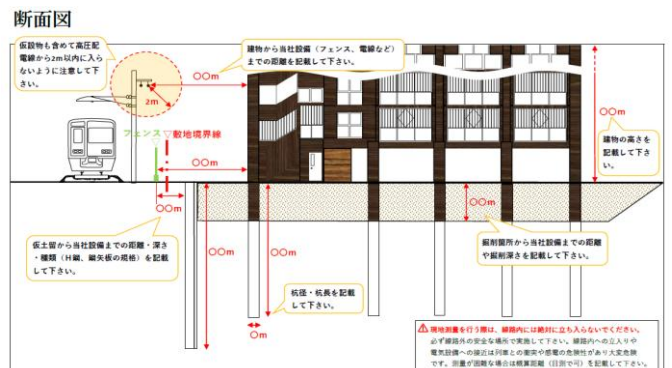 断面図
仮設物も含めて高圧配
電線から2m以内に入ら
ないように注意して下
さい。
建物から当社設備(フェンス、電線など)
までの距離を記載して下さい。
〇〇m
2m
〇〇m
建物の高さを
記載して下さ
い。
フェンス
▽敷地境界線
〇〇m
〇〇m
〇〇m
〇〇m
仮土留から当社設備までの距離・深さ
・種類(H鋼、鋼矢板の規格)を記載
して下さい。
〇〇m
掘削箇所から当社設備までの距離
や掘削深さを記載して下さい。
杭径・杭長を記載
して下さい。
〇m
現地測量を行う際は、線路内には絶対に立ち入らないでください。
必ず線路外の安全な場所で実施して下さい。線路内への立入りや
電気設備への接近は列車との衝突や感電の危険性があり大変危険
です。測量が困難な場合は概算距離(目測で可)を記載して下さい。